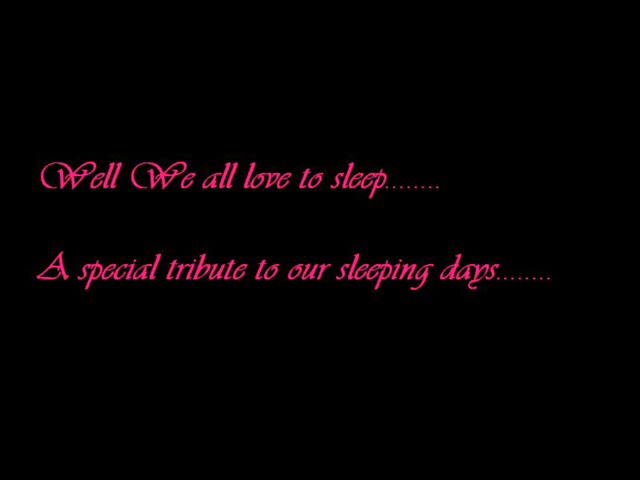 Well We all love to sleep........
A special tribute to our sleeping days........